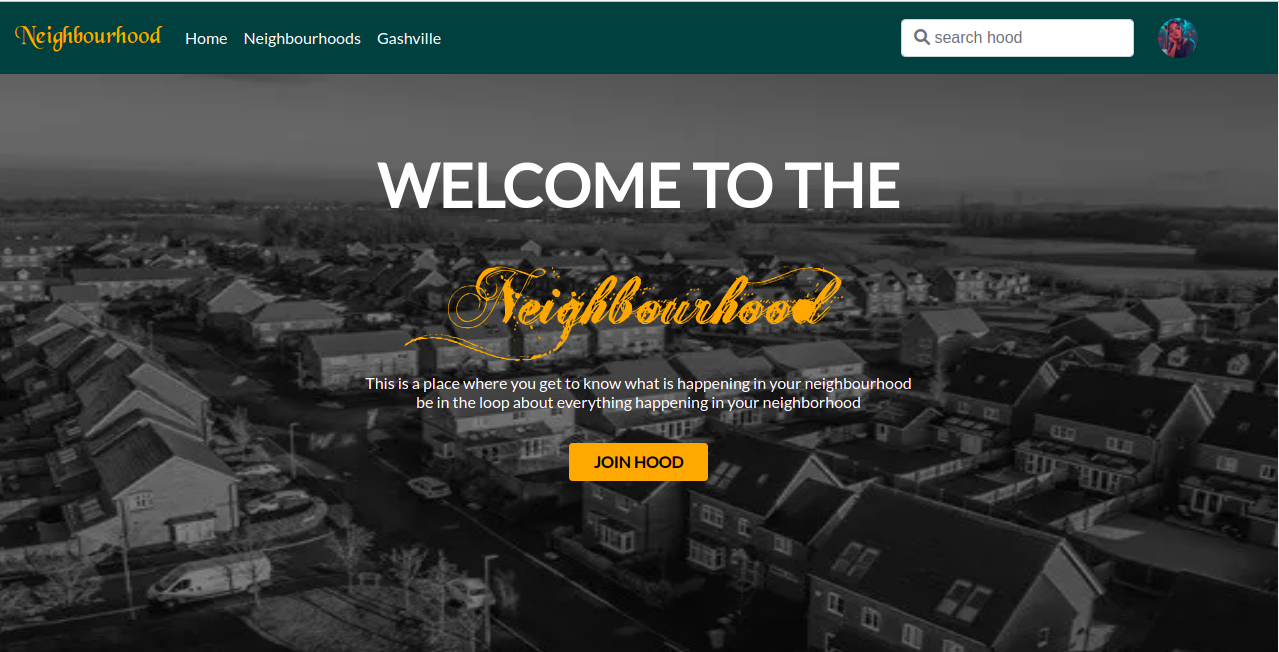 Neighbourhood Home Neighbourhoods Gashville search hood
WELCOME TO THE
Neighbourhood
This is a place where you get to know what is happening in your neighbourhood
be in the loop about everything happening in your neighborhood
JOIN HOOD